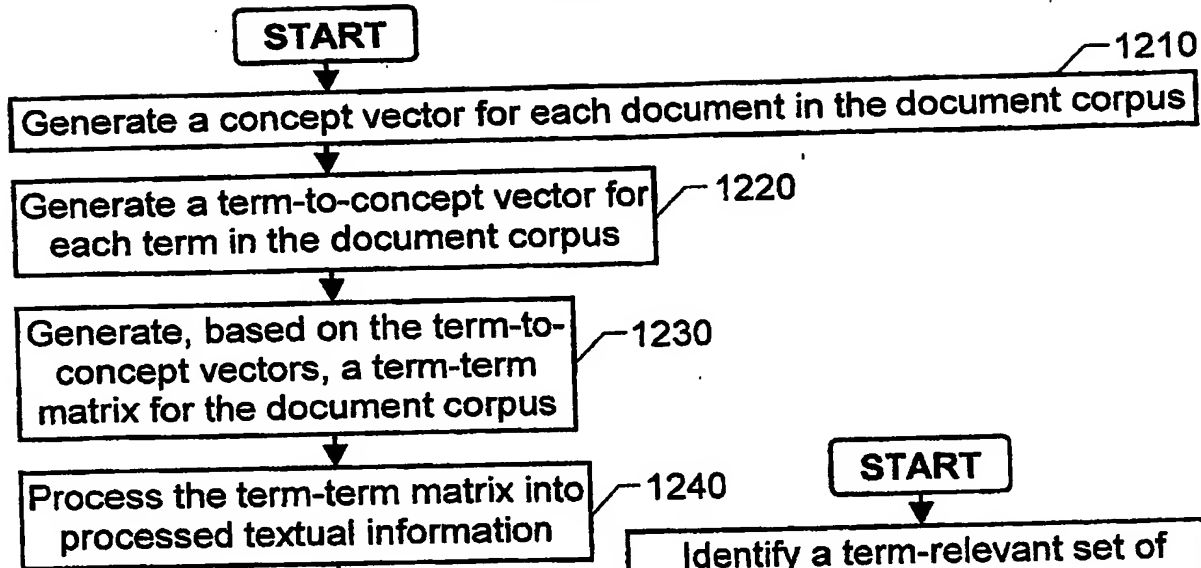 START
1210
Generate a concept vector for each document in the document corpus
Generate a term-to-concept vector for
each term in the document corpus
1220
Generate, based on the term-to-
concept vectors, a term-term
matrix for the document corpus
1230
Process the term-term matrix into
processed textual information
1240
START
Identify a term-relevant set of